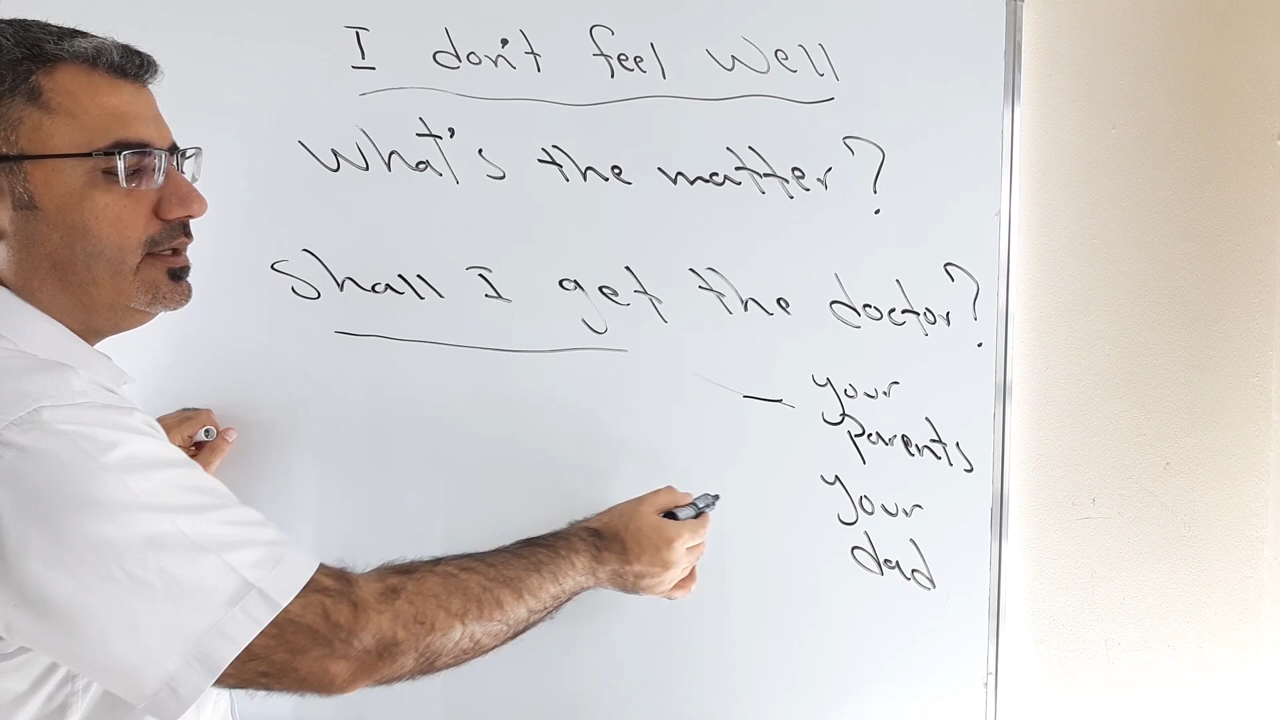 I don't feel well
What's the matter?
Shall I get the doctor?
your
parents
your
dad